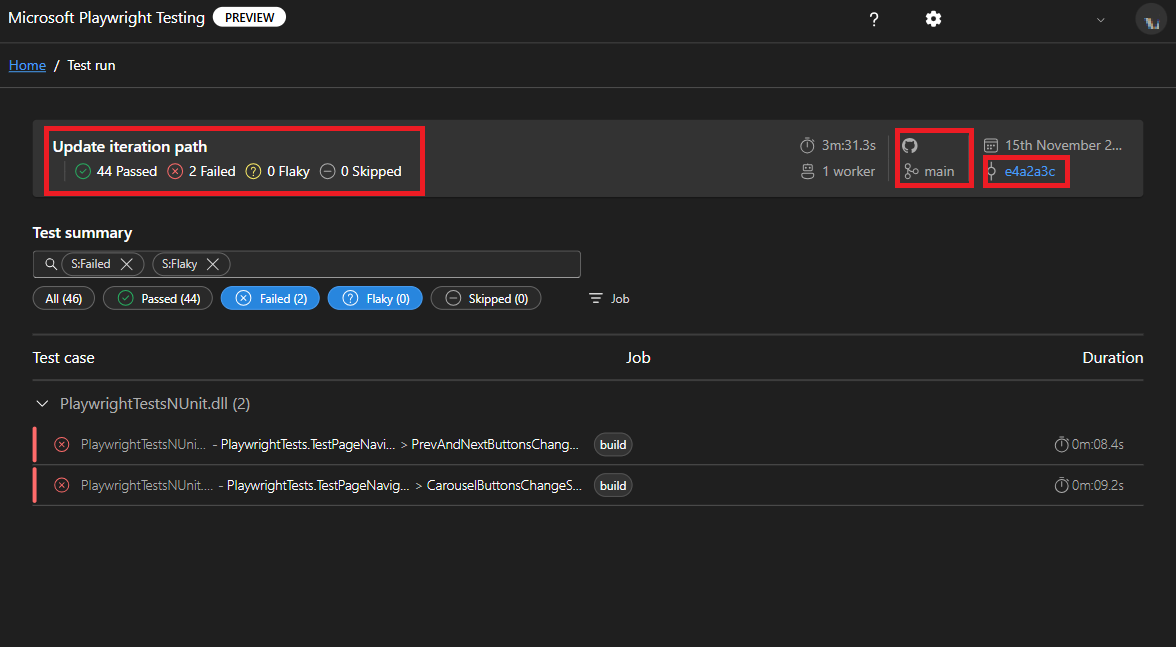 Microsoft Playwright Testing PREVIEW ?
Home / Test run
Update iteration path
44 Passed 2 Failed 0 Flaky 0 Skipped
3m:31.3s
1 worker
main
15th November 2...
e4a2a3c
Test summary
S:Failed S:Flaky
All (46) Passed (44) Failed (2) Flaky (0) Skipped (0) Job
Test case Job Duration
PlaywrightTestsNUnit.dll (2)
PlaywrightTestsNUni... - PlaywrightTests.TestPageNavi... > PrevAndNextButtonsChang... build 0m:08.4s
PlaywrightTestsNUnit.... - PlaywrightTests.TestPageNavig... > CarouselButtonsChangeS... build 0m:09.2s